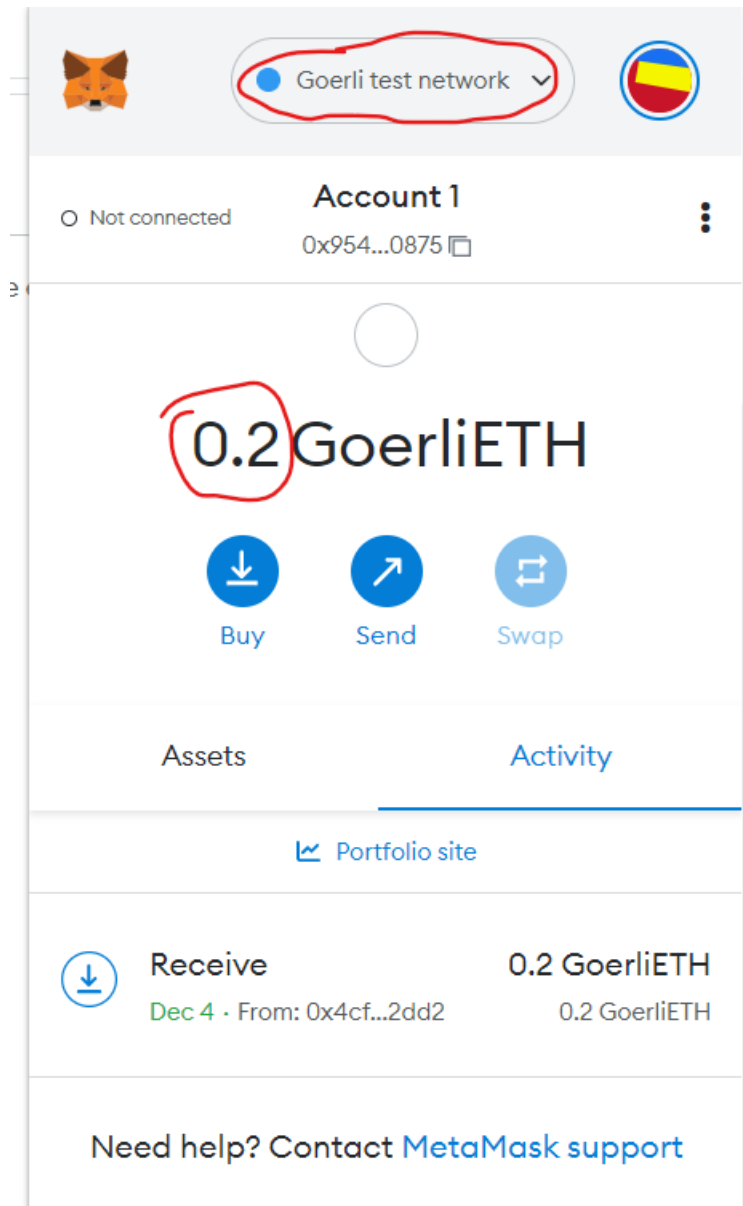 Goerli test network
Not connected
Account 1
0x954...0875
0.2 GoerliETH
Buy Send Swap
Assets Activity
Portfolio site
Receive 0.2 GoerliETH
Dec 4 · From: 0x4cf...2dd2 0.2 GoerliETH
Need help? Contact MetaMask support